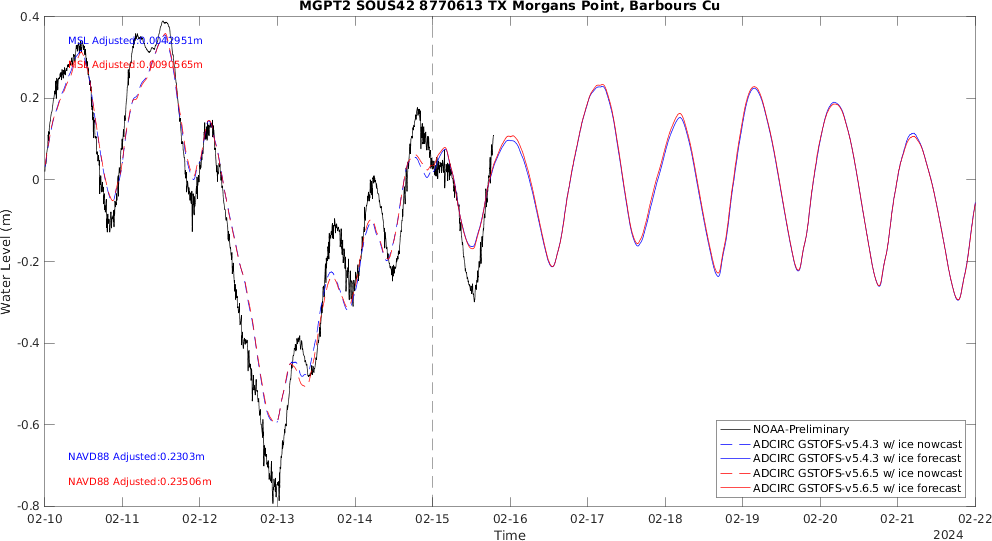 MGPT2 SOUS42 8770613 TX Morgans Point, Barbours Cu
MSL Adjusted:0.0042951m
MSL Adjusted:0.0090565m
NAVD88 Adjusted:0.2303m
NAVD88 Adjusted:0.23506m
Water Level (m)
0.4
0.2
0
-0.2
-0.4
-0.6
-0.8
NOAA-Preliminary
ADCIRC GSTOFS-v5.4.3 w/ ice nowcast
ADCIRC GSTOFS-v5.4.3 w/ ice forecast
ADCIRC GSTOFS-v5.6.5 w/ ice nowcast
ADCIRC GSTOFS-v5.6.5 w/ ice forecast
02-10 02-11 02-12 02-13 02-14 02-15 02-16 02-17 02-18 02-19 02-20 02-21 02-22
Time
2024